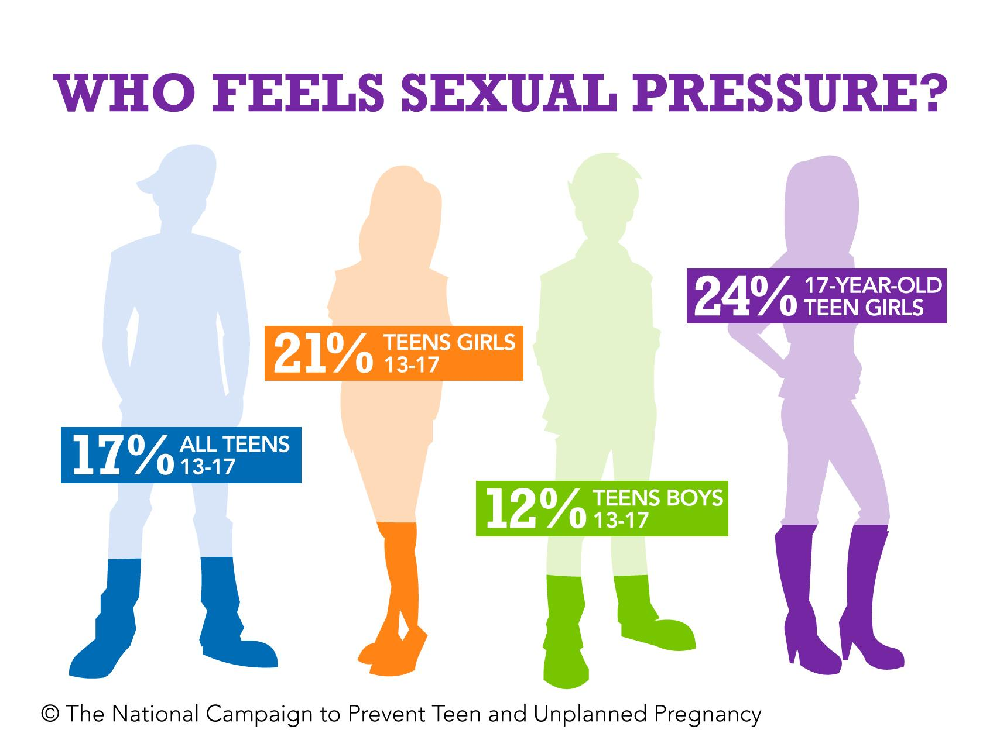 WHO FEELS SEXUAL PRESSURE?
24% 17-YEAR-OLD
TEEN GIRLS
21% TEENS GIRLS
13-17
17% ALL TEENS
13-17
12% TEENS BOYS
13-17
© The National Campaign to Prevent Teen and Unplanned Pregnancy